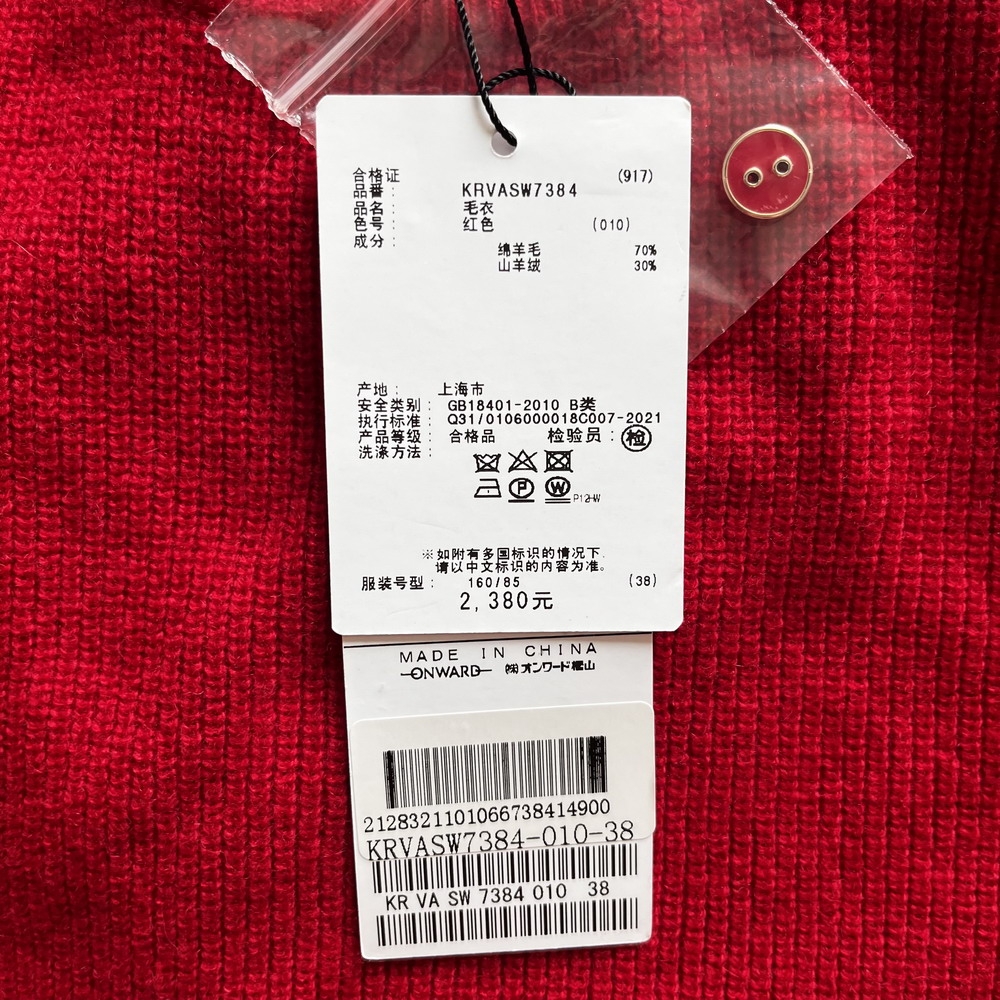 合格证 (917)
品番: KRVASW7384
品名: 毛衣
色号: 红色 (010)
成分:
绵羊毛 70%
山羊绒 30%
产地: 上海市
安全类别: GB18401-2010 B类
执行标准: Q31/0106000018C007-2021
产品等级: 合格品 检验员: 检
洗涤方法:
P W P12-W
※如附有多国标识的情况下,
请以中文标识的内容为准。
服装号型: 160/85 (38)
2,380元
MADE IN CHINA
ONWARD ㈱オンワード樫山
2128321101066738414900
KRVASW7384-010-38
KR VA SW 7384 010 38